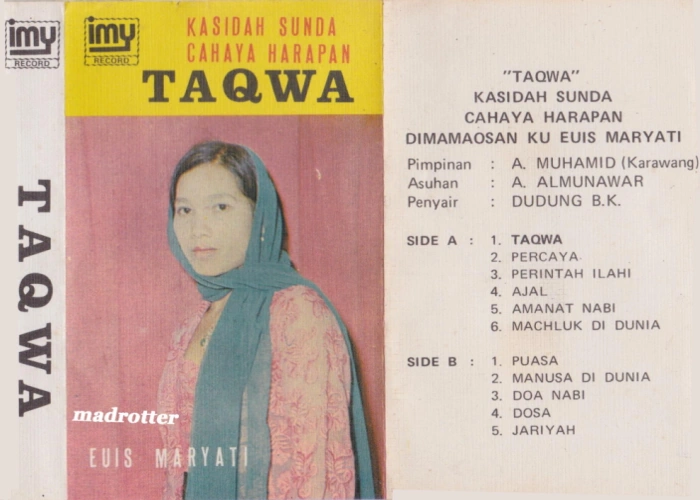 imy
RECORD
TAQWA
imy
RECORD
KASIDAH SUNDA
CAHAYA HARAPAN
TAQWA
madrotter
EUIS MARYATI
"TAQWA"
KASIDAH SUNDA
CAHAYA HARAPAN
DIMAMAOSAN KU EUIS MARYATI
Pimpinan : A. MUHAMID (Karawang)
Asuhan : A. ALMUNAWAR
Penyair : DUDUNG B.K.
SIDE A : 1. TAQWA
2. PERCAYA
3. PERINTAH ILAHI
4. AJAL
5. AMANAT NABI
6. MACHLUK DI DUNIA
SIDE B : 1. PUASA
2. MANUSA DI DUNIA
3. DOA NABI
4. DOSA
5. JARIYAH